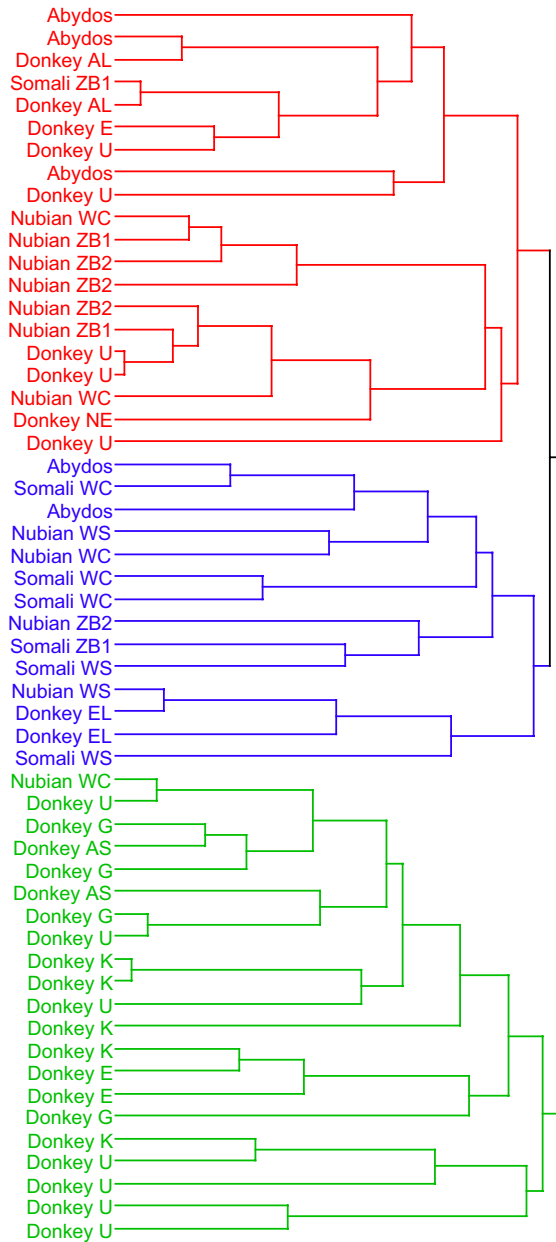 Abydos
Abydos
Donkey AL
Somali ZB1
Donkey AL
Donkey E
Donkey U
Abydos
Donkey U
Nubian WC
Nubian ZB1
Nubian ZB2
Nubian ZB2
Nubian ZB2
Nubian ZB1
Donkey U
Donkey U
Nubian WC
Donkey NE
Donkey U
Abydos
Somali WC
Abydos
Nubian WS
Nubian WC
Somali WC
Somali WC
Nubian ZB2
Somali ZB1
Somali WS
Nubian WS
Donkey EL
Donkey EL
Somali WS
Nubian WC
Donkey U
Donkey G
Donkey AS
Donkey G
Donkey AS
Donkey G
Donkey U
Donkey K
Donkey K
Donkey U
Donkey K
Donkey K
Donkey E
Donkey E
Donkey G
Donkey K
Donkey U
Donkey U
Donkey U
Donkey U